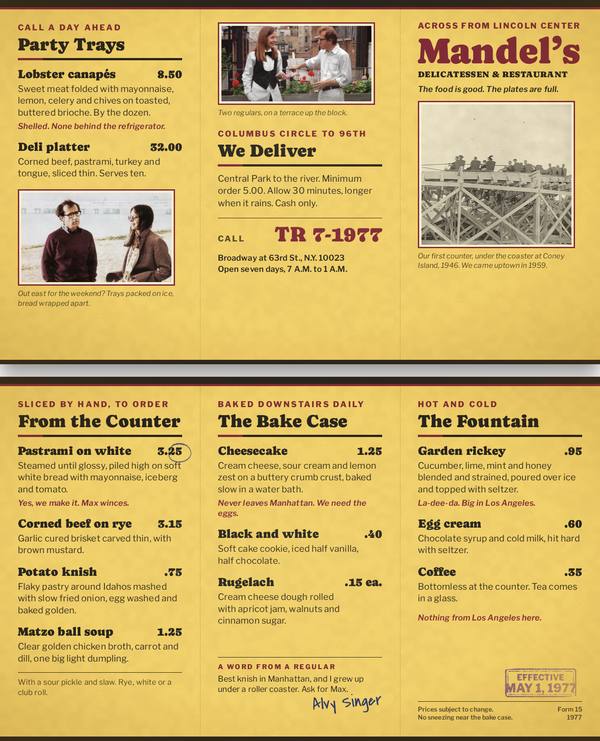 CALL A DAY AHEAD
Party Trays
Lobster canapés 8.50
Sweet meat folded with mayonnaise,
lemon, celery and chives on toasted,
buttered brioche. By the dozen.
Shelled. None behind the refrigerator.
Deli platter 32.00
Corned beef, pastrami, turkey and
tongue, sliced thin. Serves ten.
Out east for the weekend? Trays packed on ice,
bread wrapped apart.
Two regulars, on a terrace up the block.
COLUMBUS CIRCLE TO 96TH
We Deliver
Central Park to the river. Minimum
order 5.00. Allow 30 minutes, longer
when it rains. Cash only.
CALL TR 7-1977
Broadway at 63rd St., N.Y. 10023
Open seven days, 7 A.M. to 1 A.M.
ACROSS FROM LINCOLN CENTER
Mandel's
DELICATESSEN & RESTAURANT
The food is good. The plates are full.
Our first counter, under the coaster at Coney
Island, 1946. We came uptown in 1959.
SLICED BY HAND, TO ORDER
From the Counter
Pastrami on white 3.25
Steamed until glossy, piled high on soft
white bread with mayonnaise, iceberg
and tomato.
Yes, we make it. Max winces.
Corned beef on rye 3.15
Garlic cured brisket carved thin, with
brown mustard.
Potato knish .75
Flaky pastry around Idahos mashed
with slow fried onion, egg washed and
baked golden.
Matzo ball soup 1.25
Clear golden chicken broth, carrot and
dill, one big light dumpling.
With a sour pickle and slaw. Rye, white or a
club roll.
BAKED DOWNSTAIRS DAILY
The Bake Case
Cheesecake 1.25
Cream cheese, sour cream and lemon
zest on a buttery crumb crust, baked
slow in a water bath.
Never leaves Manhattan. We need the
eggs.
Black and white .40
Soft cake cookie, iced half vanilla,
half chocolate.
Rugelach .15 ea.
Cream cheese dough rolled
with apricot jam, walnuts and
cinnamon sugar.
A WORD FROM A REGULAR
Best knish in Manhattan, and I grew up
under a roller coaster. Ask for Max.
Alvy Singer
HOT AND COLD
The Fountain
Garden rickey .95
Cucumber, lime, mint and honey
blended and strained, poured over ice
and topped with seltzer.
La-dee-da. Big in Los Angeles.
Egg cream .60
Chocolate syrup and cold milk, hit hard
with seltzer.
Coffee .35
Bottomless at the counter. Tea comes
in a glass.
Nothing from Los Angeles here.
EFFECTIVE
MAY 1, 1977
Prices subject to change. Form 15
No sneezing near the bake case. 1977